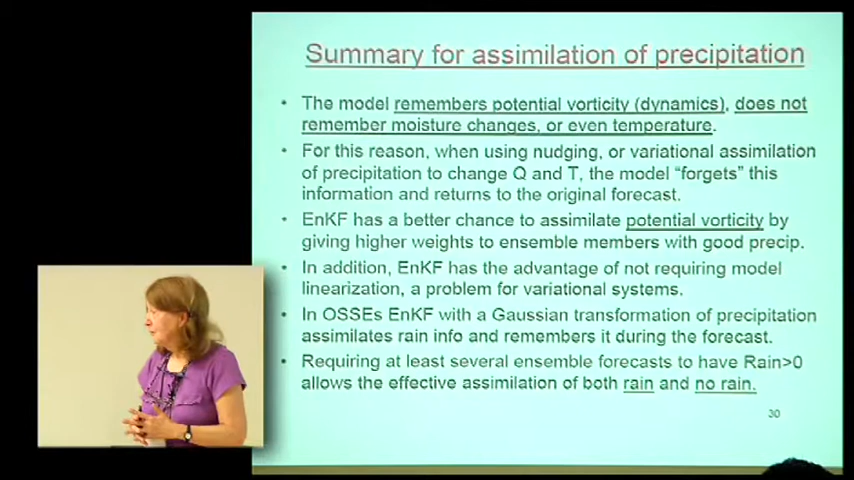 Summary for assimilation of precipitation
• The model remembers potential vorticity (dynamics), does not
remember moisture changes, or even temperature.
• For this reason, when using nudging, or variational assimilation
of precipitation to change Q and T, the model “forgets” this
information and returns to the original forecast.
• EnKF has a better chance to assimilate potential vorticity by
giving higher weights to ensemble members with good precip.
• In addition, EnKF has the advantage of not requiring model
linearization, a problem for variational systems.
• In OSSEs EnKF with a Gaussian transformation of precipitation
assimilates rain info and remembers it during the forecast.
• Requiring at least several ensemble forecasts to have Rain>0
allows the effective assimilation of both rain and no rain.
30